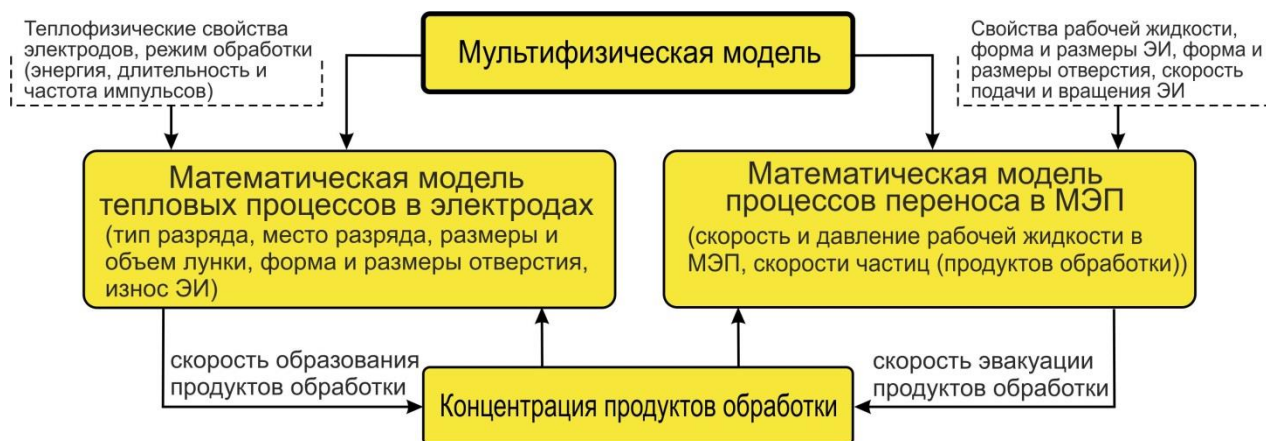 Теплофизические свойства
электродов, режим обработки
(энергия, длительность и
частота импульсов)
Мультифизическая модель
Свойства рабочей жидкости,
форма и размеры ЭИ, форма и
размеры отверстия, скорость
подачи и вращения ЭИ
Математическая модель
тепловых процессов в электродах
(тип разряда, место разряда, размеры и
объем лунки, форма и размеры отверстия,
износ ЭИ)
Математическая модель
процессов переноса в МЭП
(скорость и давление рабочей жидкости в
МЭП, скорости частиц (продуктов обработки))
скорость образования
продуктов обработки
Концентрация продуктов обработки
скорость эвакуации
продуктов обработки